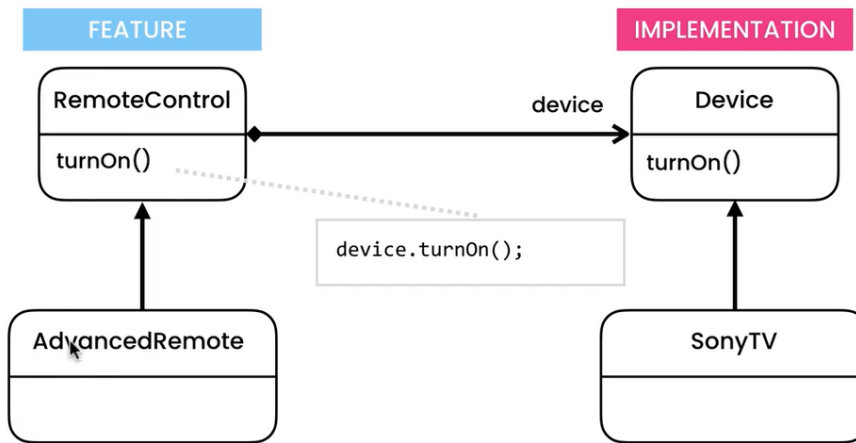 FEATURE
IMPLEMENTATION
RemoteControl
device
Device
turnOn()
turnOn()
device.turnOn();
AdvancedRemote
SonyTV